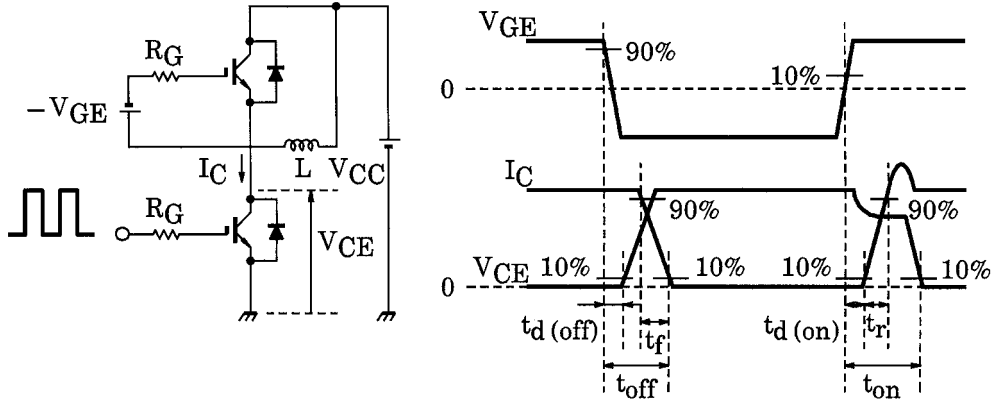 R_G
−V_GE
I_C
L
V_CC
R_G
V_CE
V_GE
90%
10%
0
I_C
90%
90%
V_CE
10%
10%
10%
10%
0
t_d (off)
t_f
t_d (on)
t_r
t_off
t_on